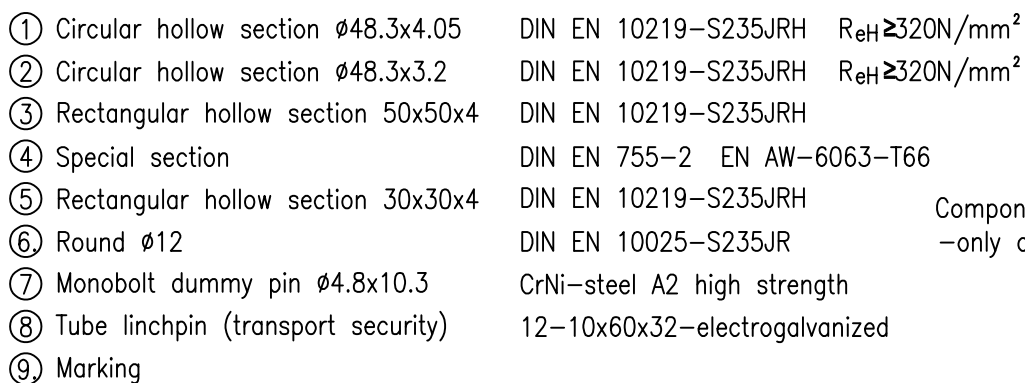 ① Circular hollow section ø48.3x4.05 DIN EN 10219-S235JRH ReH≥320N/mm²
② Circular hollow section ø48.3x3.2 DIN EN 10219-S235JRH ReH≥320N/mm²
③ Rectangular hollow section 50x50x4 DIN EN 10219-S235JRH
④ Special section DIN EN 755-2 EN AW-6063-T66
⑤ Rectangular hollow section 30x30x4 DIN EN 10219-S235JRH
Compon
⑥. Round ø12 DIN EN 10025-S235JR -only
⑦ Monobolt dummy pin ø4.8x10.3 CrNi-steel A2 high strength
⑧ Tube linchpin (transport security) 12-10x60x32-electrogalvanized
⑨. Marking